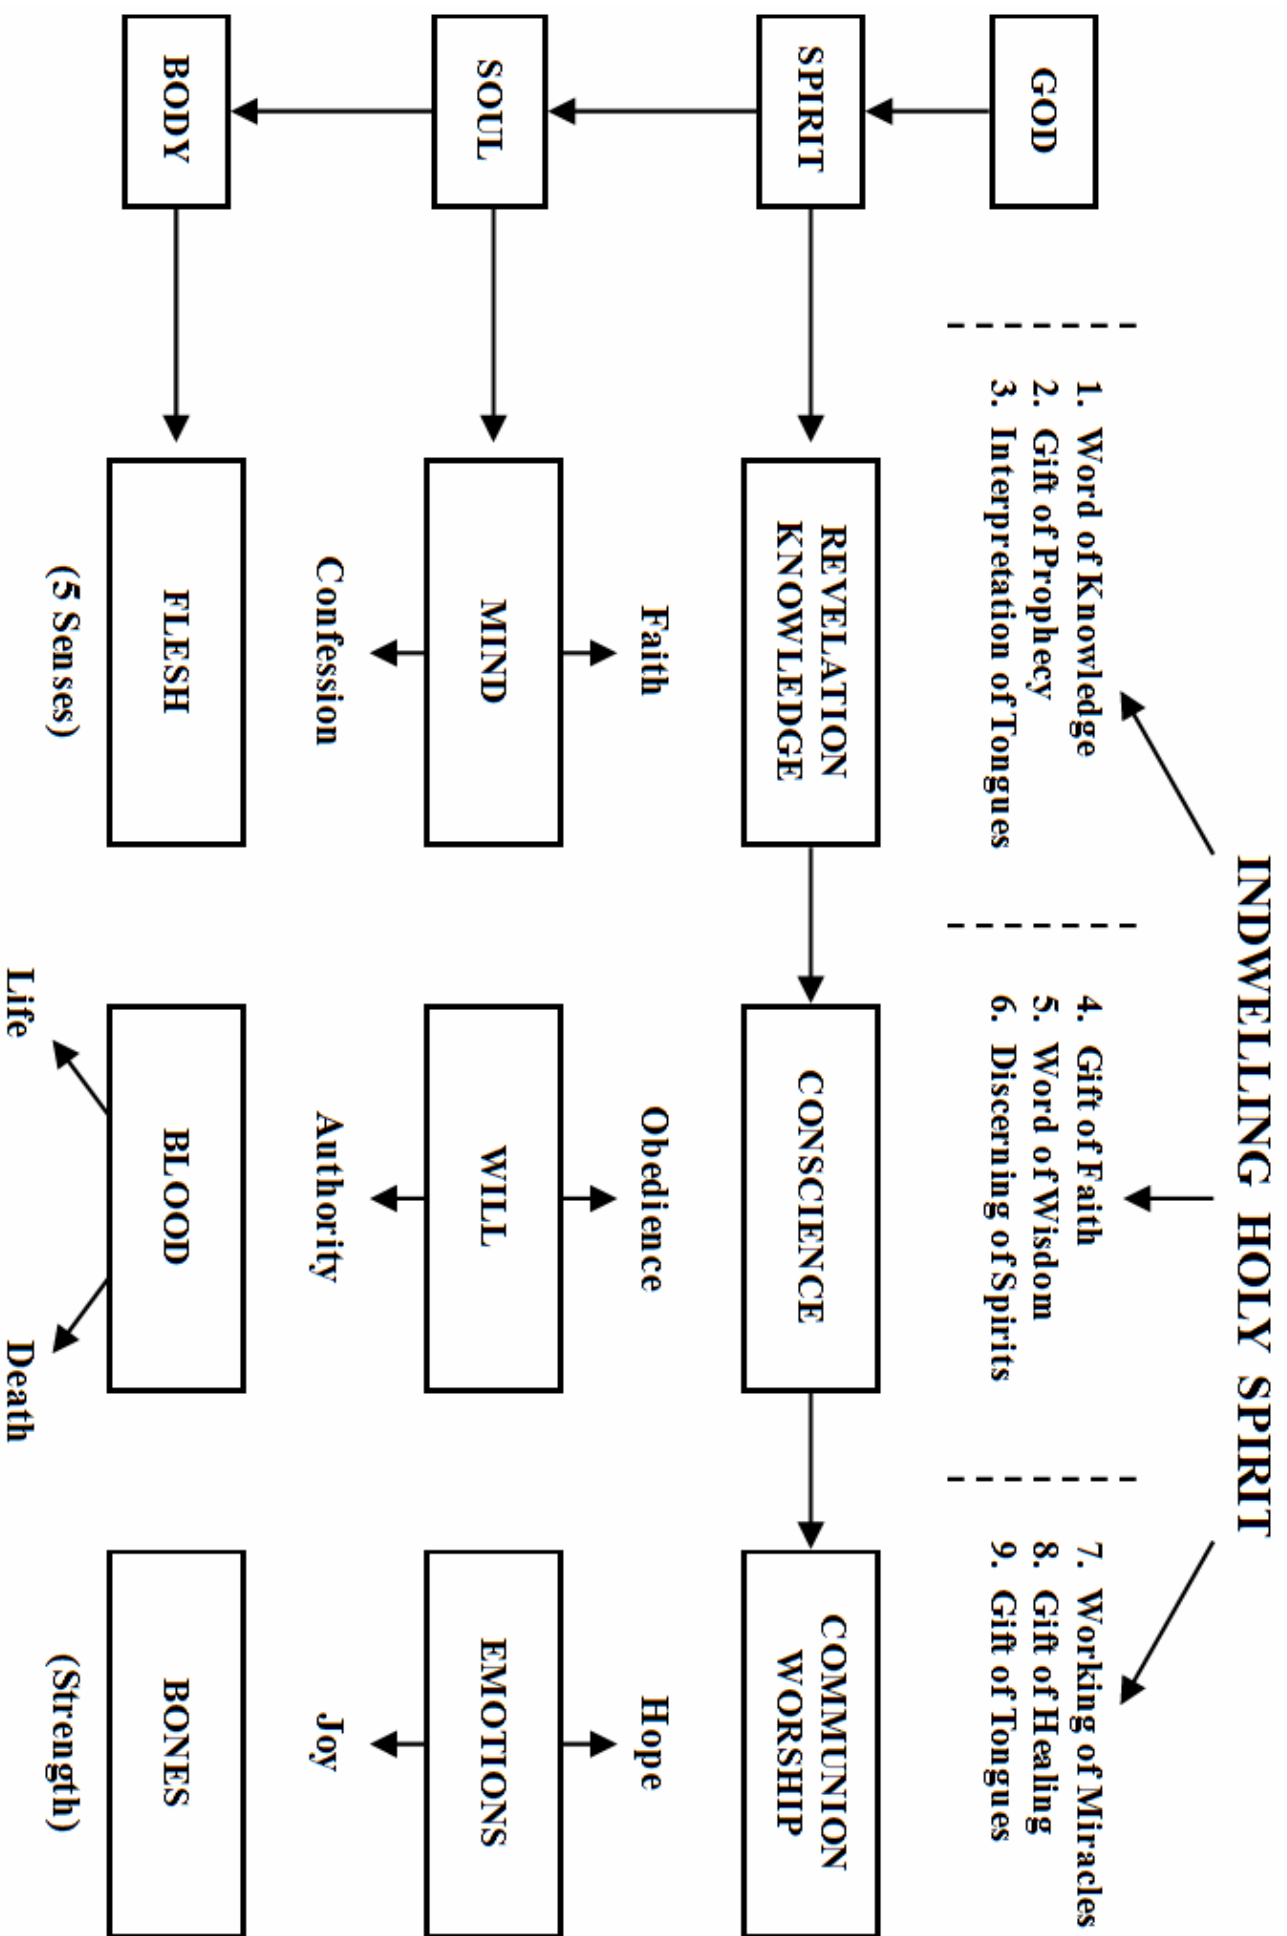 INDWELLING HOLY SPIRIT
1. Word of Knowledge
2. Gift of Prophecy
3. Interpretation of Tongues
4. Gift of Faith
5. Word of Wisdom
6. Discerning of Spirits
7. Working of Miracles
8. Gift of Healing
9. Gift of Tongues
GOD
SPIRIT
REVELATION
KNOWLEDGE
CONSCIENCE
COMMUNION
WORSHIP
Faith
Obedience
Hope
SOUL
MIND
WILL
EMOTIONS
Confession
Authority
Joy
BODY
FLESH
BLOOD
BONES
(5 Senses)
(Strength)
Life
Death